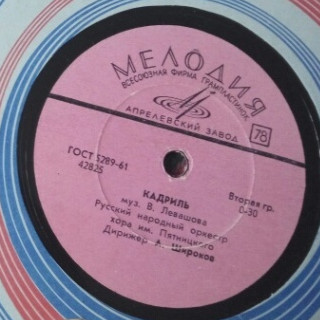 МЕЛОДИЯ
ВСЕСОЮЗНАЯ ФИРМА ГРАМПЛАСТИНОК
АПРЕЛЕВСКИЙ ЗАВОД
78
ГОСТ 5289-61
42825
Вторая гр.
0-30
КАДРИЛЬ
муз. В. Левашова
Русский народный оркестр
хора им. Пятницкого
Дирижер А. Широков